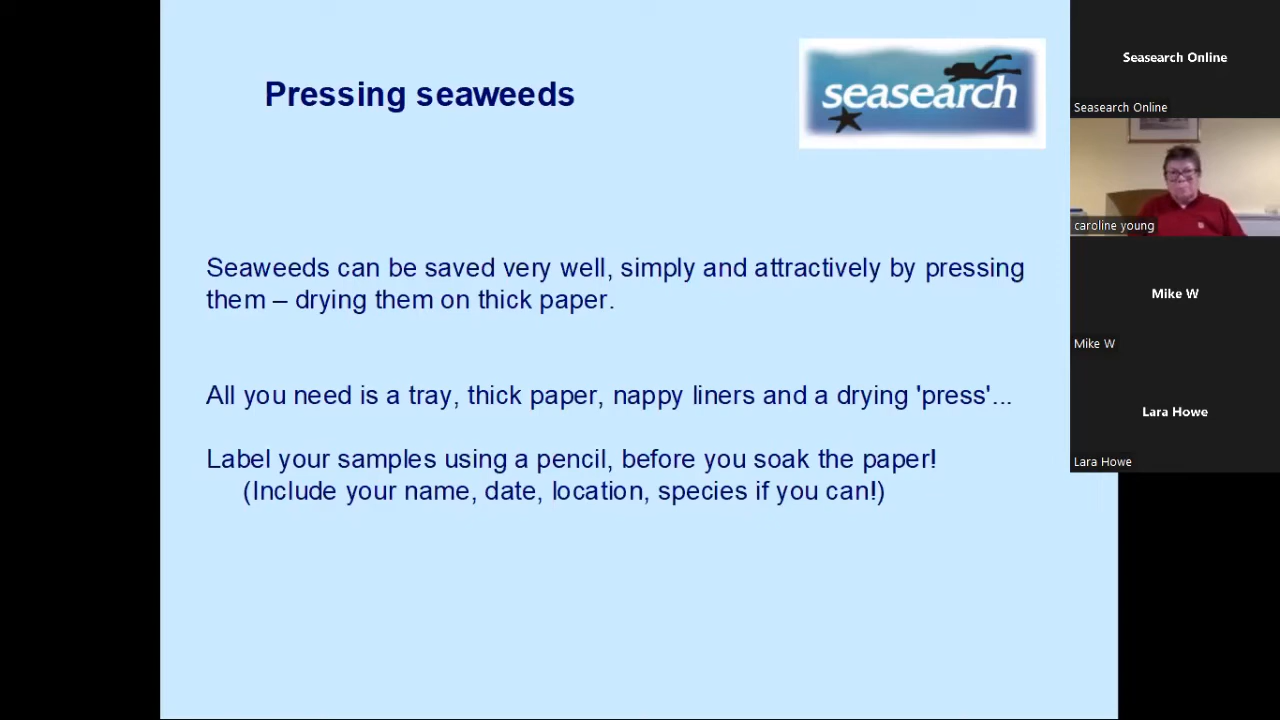 Pressing seaweeds
seasearch
Seaweeds can be saved very well, simply and attractively by pressing
them – drying them on thick paper.
All you need is a tray, thick paper, nappy liners and a drying 'press'...
Label your samples using a pencil, before you soak the paper!
(Include your name, date, location, species if you can!)
Seasearch Online
Seasearch Online
caroline young
Mike W
Mike W
Lara Howe
Lara Howe